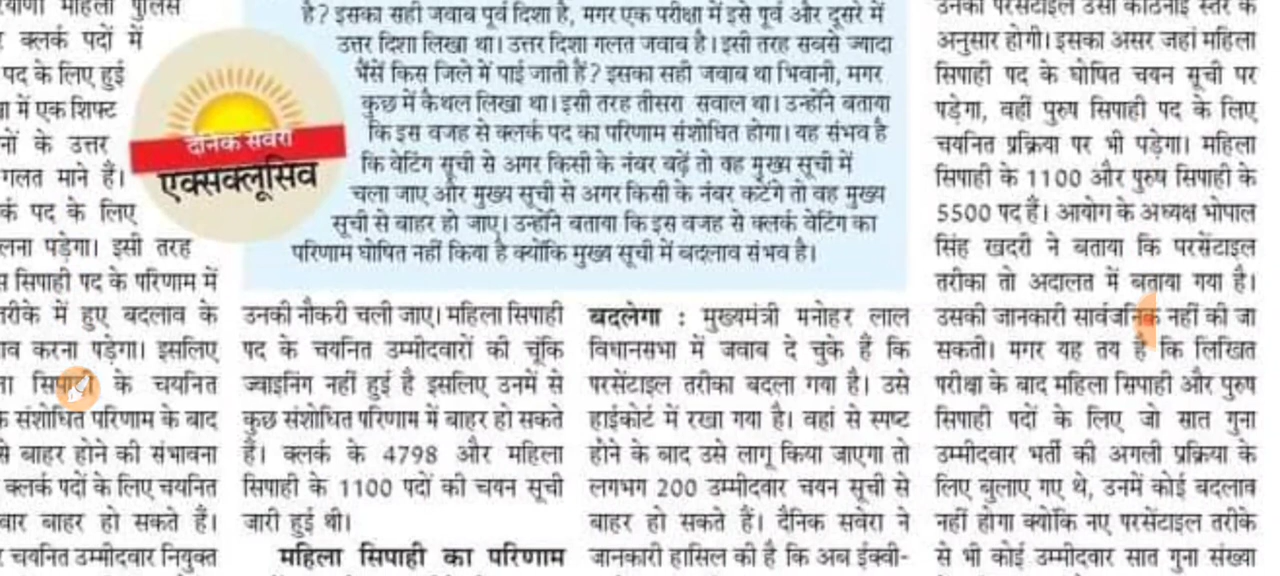 है? इसका सही जवाब पूर्व दिशा है, मगर एक परीक्षा में इसे पूर्व और दूसरे में
उत्तर दिशा लिखा था। उत्तर दिशा गलत जवाब है। इसी तरह सबसे ज्यादा
भैंसें किस जिले में पाई जाती हैं? इसका सही जवाब था भिवानी, मगर
कुछ में कैथल लिखा था। इसी तरह तीसरा सवाल था। उन्होंने बताया
कि इस वजह से क्लर्क पद का परिणाम संशोधित होगा। यह संभव है
कि वेटिंग सूची से अगर किसी के नंबर बढ़ें तो वह मुख्य सूची में
चला जाए और मुख्य सूची से अगर किसी के नंबर कटेंगे तो वह मुख्य
सूची से बाहर हो जाए। उन्होंने बताया कि इस वजह से क्लर्क वेटिंग का
परिणाम घोषित नहीं किया है क्योंकि मुख्य सूची में बदलाव संभव है।
दैनिक सवेरा
एक्सक्लूसिव
महिला पुलिस
क्लर्क पदों में
पद के लिए हुई
में एक शिफ्ट
के उत्तर
गलत माने हैं।
पद के लिए
पड़ेगा। इसी तरह
सिपाही पद के परिणाम में
तरीके में हुए बदलाव के
करना पड़ेगा। इसलिए
सिपाही के चयनित
संशोधित परिणाम के बाद
से बाहर होने की संभावना
क्लर्क पदों के लिए चयनित
बाहर हो सकते हैं।
चयनित उम्मीदवार नियुक्त
उनकी नौकरी चली जाए। महिला सिपाही
पद के चयनित उम्मीदवारों की चूंकि
ज्वाइनिंग नहीं हुई है इसलिए उनमें से
कुछ संशोधित परिणाम में बाहर हो सकते
हैं। क्लर्क के 4798 और महिला
सिपाही के 1100 पदों की चयन सूची
जारी हुई थी।
महिला सिपाही का परिणाम
बदलेगा : मुख्यमंत्री मनोहर लाल
विधानसभा में जवाब दे चुके हैं कि
परसेंटाइल तरीका बदला गया है। उसे
हाईकोर्ट में रखा गया है। वहां से स्पष्ट
होने के बाद उसे लागू किया जाएगा तो
लगभग 200 उम्मीदवार चयन सूची से
बाहर हो सकते हैं। दैनिक सवेरा ने
जानकारी हासिल की है कि अब ईक्वी-
उनकी परसेंटाइल उसी कठिनाई स्तर के
अनुसार होगी। इसका असर जहां महिला
सिपाही पद के घोषित चयन सूची पर
पड़ेगा, वहीं पुरुष सिपाही पद के लिए
चयनित प्रक्रिया पर भी पड़ेगा। महिला
सिपाही के 1100 और पुरुष सिपाही के
5500 पद हैं। आयोग के अध्यक्ष भोपाल
सिंह खदरी ने बताया कि परसेंटाइल
तरीका तो अदालत में बताया गया है।
उसकी जानकारी सार्वजनिक नहीं की जा
सकती। मगर यह तय है कि लिखित
परीक्षा के बाद महिला सिपाही और पुरुष
सिपाही पदों के लिए जो सात गुना
उम्मीदवार भर्ती की अगली प्रक्रिया के
लिए बुलाए गए थे, उनमें कोई बदलाव
नहीं होगा क्योंकि नए परसेंटाइल तरीके
से भी कोई उम्मीदवार सात गुना संख्या